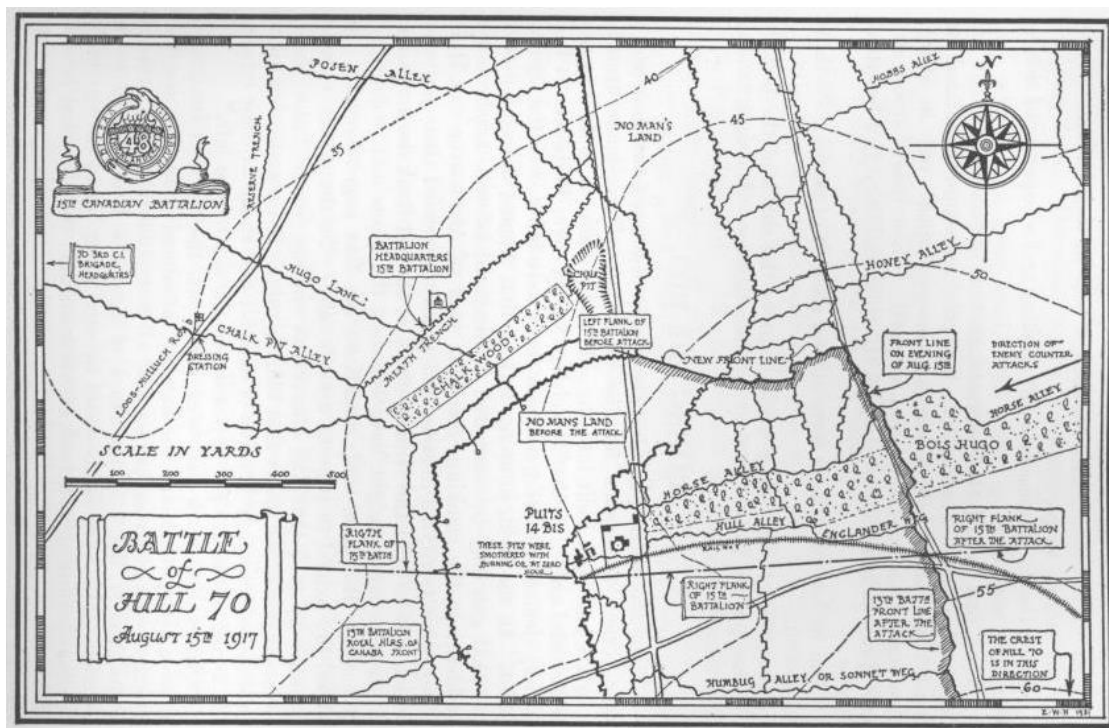 POSEN ALLEY
HOBBS ALLEY
N
40
45
NO MAN'S
LAND
35
48
15TH CANADIAN BATTALION
RESERVE TRENCH
TO 3RD C.I.
BRIGADE
HEADQUARTERS
HUGO LANE
BATTALION
HEADQUARTERS
15TH BATTALION
CHALK
PIT
HONEY ALLEY
50
LOOS-HULLUCH ROAD
CHALK PIT ALLEY
DRESSING
STATION
MEATH TRENCH
CHALK WOOD
LEFT FLANK OF
15TH BATTALION
BEFORE ATTACK
NEW FRONT LINE
FRONT LINE
ON EVENING
OF AUG. 15TH
DIRECTION OF
ENEMY COUNTER
ATTACKS
HORSE ALLEY
NO MANS LAND
BEFORE THE ATTACK
BOIS HUGO
SCALE IN YARDS
100 200 300 400 500
HORSE ALLEY
PUITS
14 BIS
HULL ALLEY
ENGLANDER WEG
RAILWAY
RIGHT FLANK
OF 15TH BATTALION
AFTER THE ATTACK
BATTLE
of
HILL 70
AUGUST 15TH 1917
RIGTH
FLANK OF
15TH BATTN
THESE PITS WERE
SMOTHERED WITH
BURNING OIL AT ZERO
HOUR
RIGHT FLANK
OF 15TH
BATTALION
55
13TH BATTN
FRONT LINE
AFTER THE
ATTACK
13TH BATTALION
ROYAL HLRS. OF
CANADA FRONT
THE CREST
OF HILL 70
IS IN THIS
DIRECTION
HUMBUG ALLEY OR SONNET WEG
60